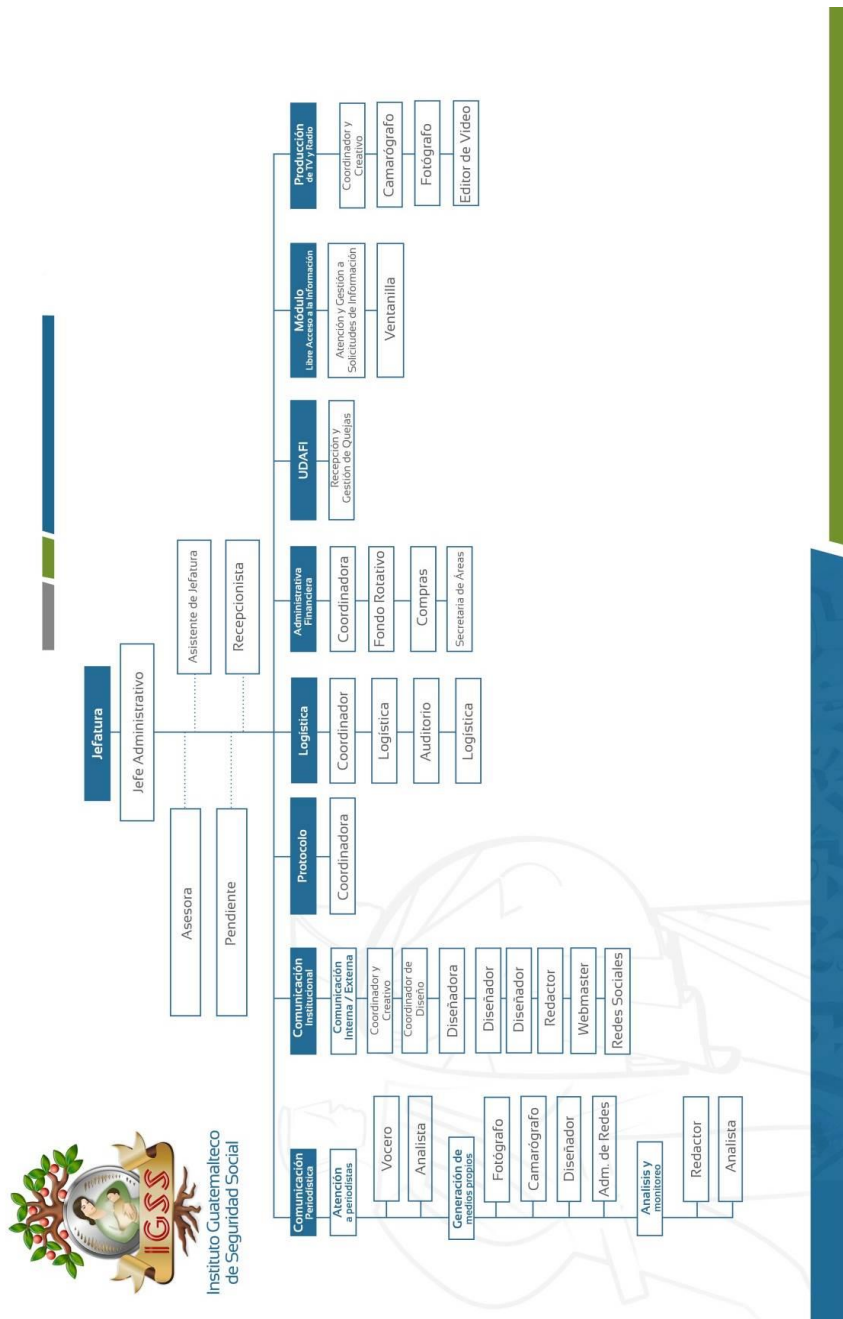 IGSS
Instituto Guatemalteco
de Seguridad Social
Jefatura
Jefe Administrativo
Asesora
Asistente de Jefatura
Pendiente
Recepcionista
Comunicación
Periodística
Atención
a periodistas
Vocero
Analista
Generación de
medios propios
Fotógrafo
Camarógrafo
Diseñador
Adm. de Redes
Analisis y
monitoreo
Redactor
Analista
Comunicación
Institucional
Comunicación
Interna / Externa
Coordinador y
Creativo
Coordinador de
Diseño
Diseñadora
Diseñador
Diseñador
Redactor
Webmaster
Redes Sociales
Protocolo
Coordinadora
Logística
Coordinador
Logística
Auditorio
Logística
Administrativa
Financiera
Coordinadora
Fondo Rotativo
Compras
Secretaria de Áreas
UDAFI
Recepción y
Gestión de Quejas
Módulo
Libre Acceso a la Información
Atención y Gestión a
Solicitudes de Información
Ventanilla
Producción
de TV y Radio
Coordinador y
Creativo
Camarógrafo
Fotógrafo
Editor de Video